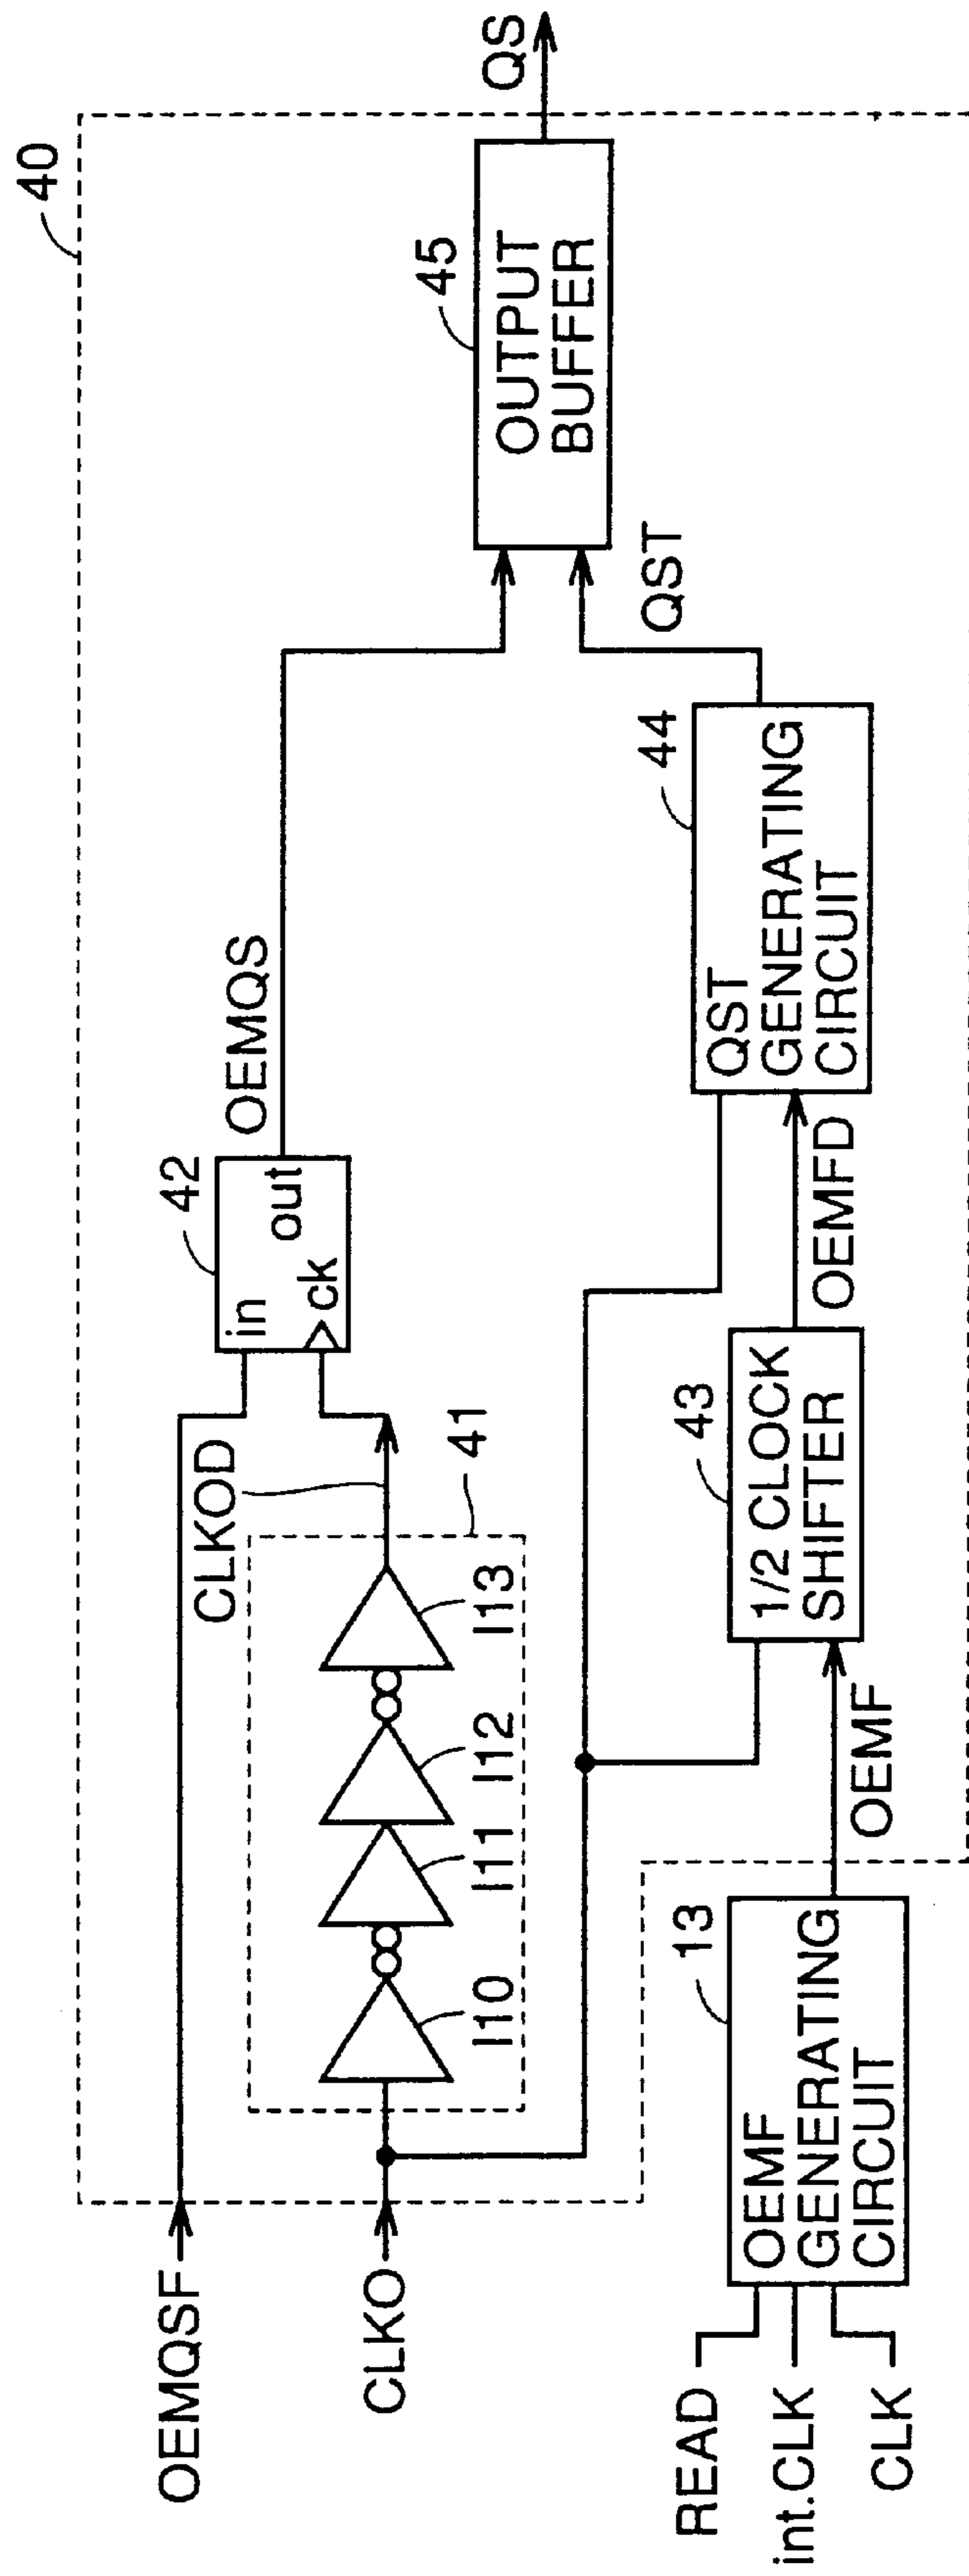 40
OEMQSF
CLKOD
42
in
ck
out
OEMQS
45
OUTPUT
BUFFER
QS
CLKO
I10
I11
I12
I13
41
QST
READ
int.CLK
CLK
13
OEMF
GENERATING
CIRCUIT
OEMF
43
1/2 CLOCK
SHIFTER
OEMFD
44
QST
GENERATING
CIRCUIT